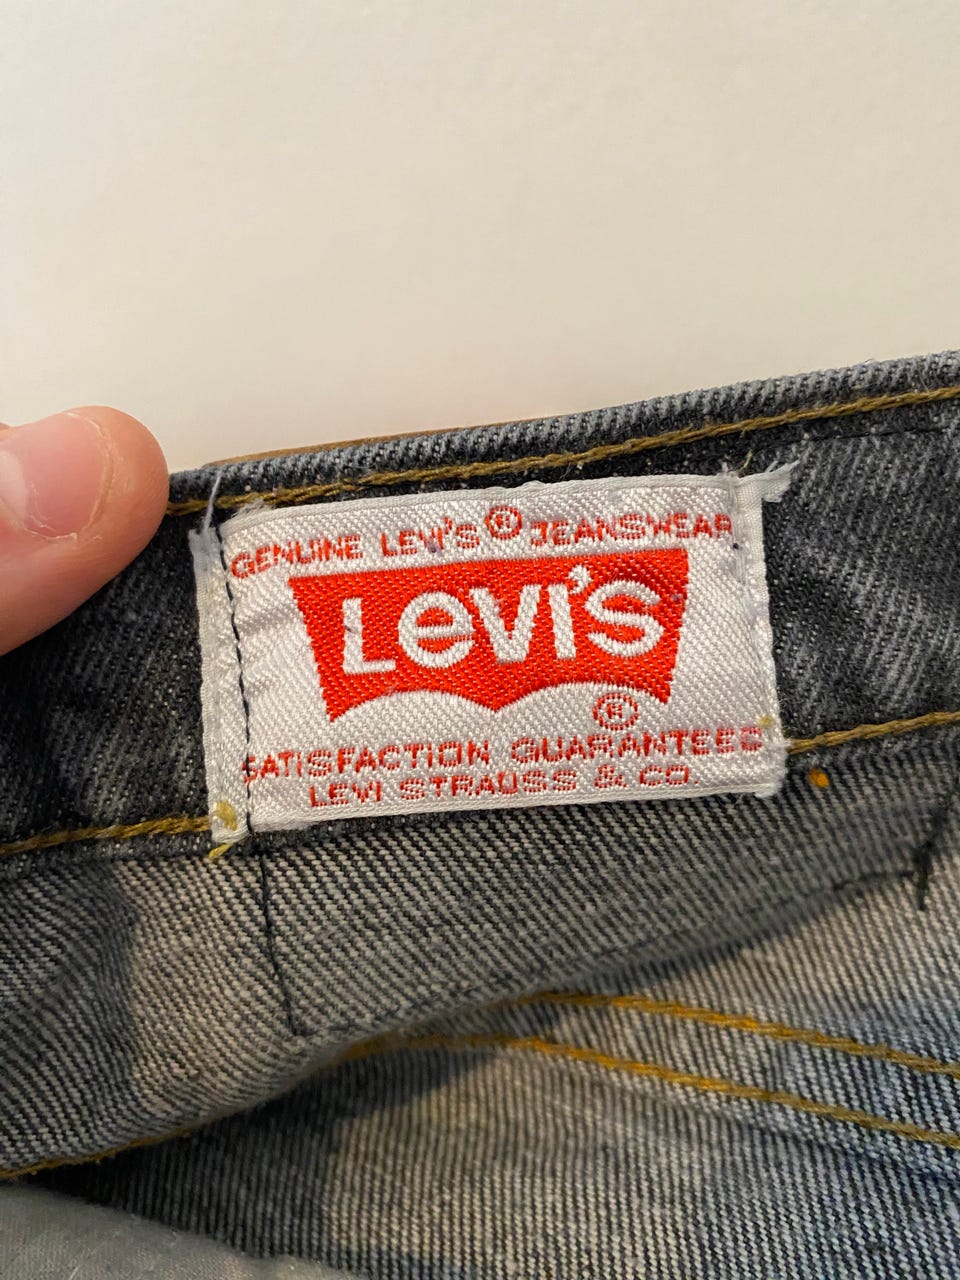 GENUINE LEVI'S® JEANSWEAR
LEVI'S
®
SATISFACTION GUARANTEED
LEVI STRAUSS & CO